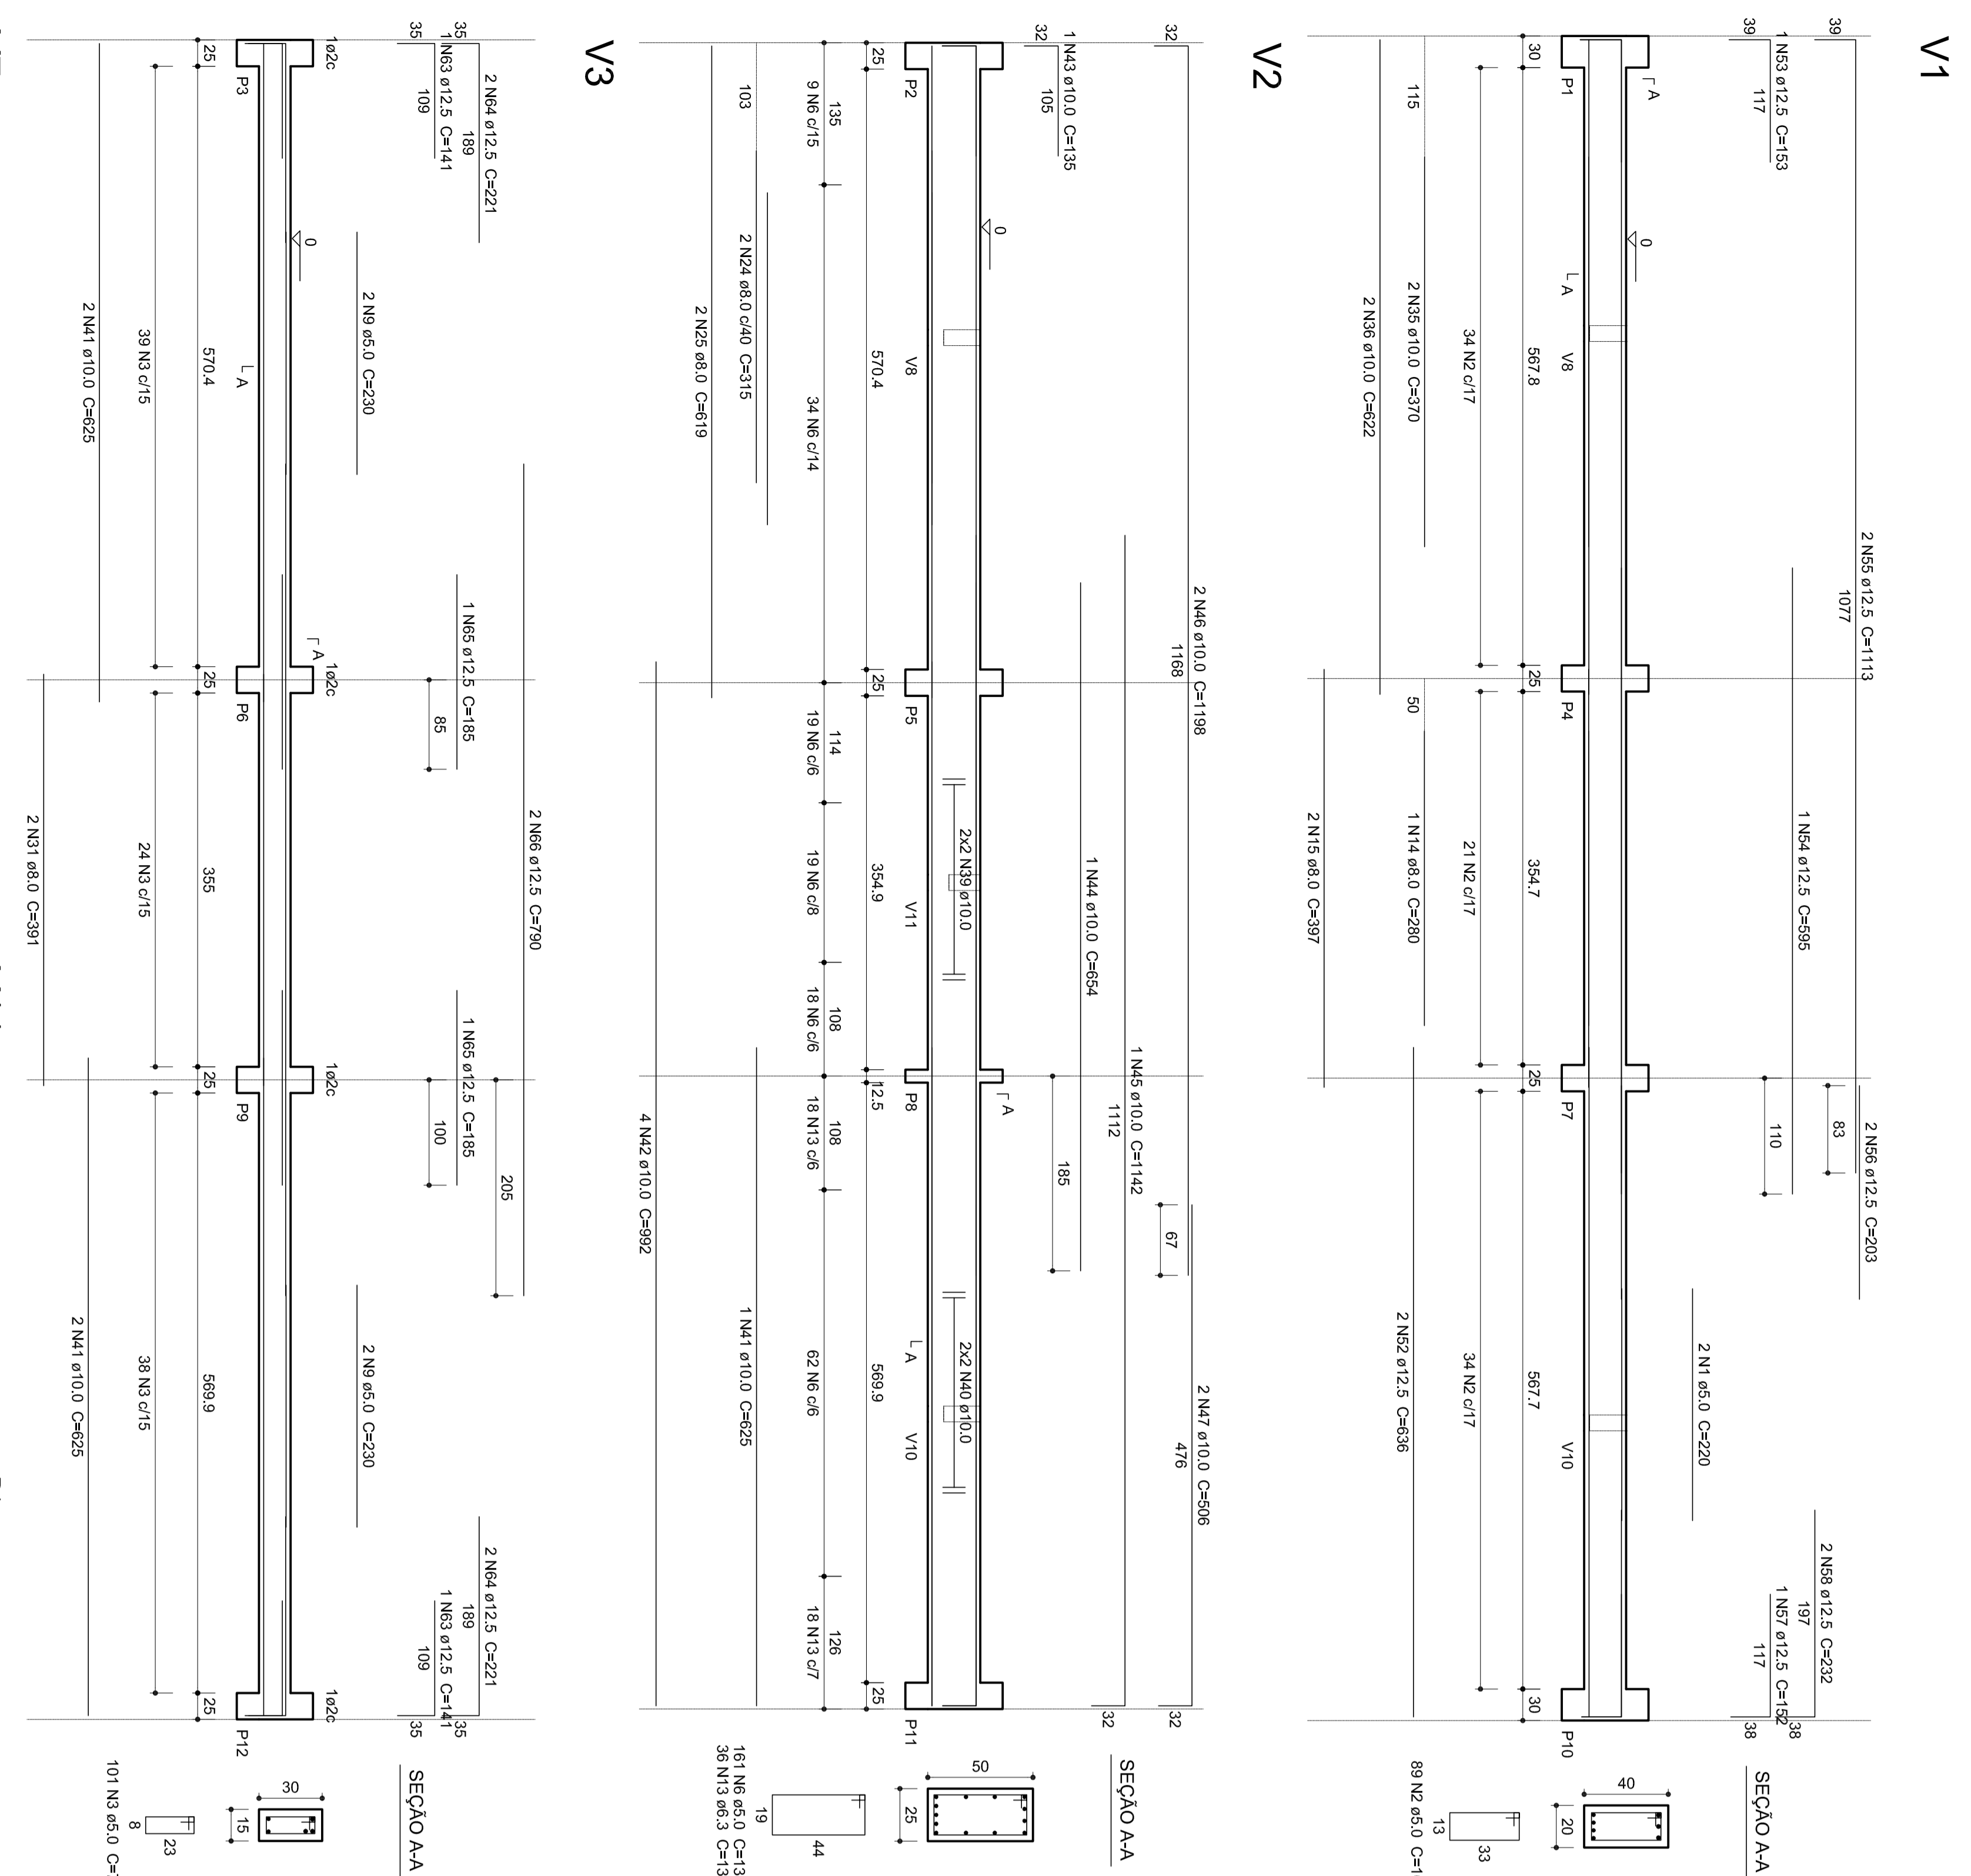 V1
2 N55 ø12.5 C=1113
39
1077
2 N56 ø12.5 C=203
83
2 N58 ø12.5 C=232
197
38
1 N54 ø12.5 C=595
110
1 N53 ø12.5 C=153
39
117
1 N57 ø12.5 C=152
117
38
2 N1 ø5.0 C=220
A
0
P1
A
V8
P4
P7
V10
P10
30
567.8
25
354.7
25
567.7
30
34 N2 c/17
21 N2 c/17
34 N2 c/17
115
2 N35 ø10.0 C=370
50
1 N14 ø8.0 C=280
2 N52 ø12.5 C=636
2 N36 ø10.0 C=622
2 N15 ø8.0 C=397
SEÇÃO A-A
40
20
33
13
89 N2 ø5.0 C=1
V2
2 N46 ø10.0 C=1198
32
1168
67
2 N47 ø10.0 C=506
476
32
1 N45 ø10.0 C=1142
1112
32
1 N44 ø10.0 C=654
185
1 N43 ø10.0 C=135
32
105
0
2x2 N39 ø10.0
2x2 N40 ø10.0
A
P2
V8
P5
V11
P8
A
V10
P11
25
570.4
25
354.9
12.5
569.9
25
135
9 N6 c/15
34 N6 c/14
114
19 N6 c/6
19 N6 c/8
108
18 N6 c/6
108
18 N13 c/6
62 N6 c/6
126
18 N13 c/7
103
2 N24 ø8.0 c/40 C=315
1 N41 ø10.0 C=625
2 N25 ø8.0 C=619
4 N42 ø10.0 C=992
SEÇÃO A-A
50
25
44
19
161 N6 ø5.0 C=13
36 N13 ø6.3 C=13
V3
2 N66 ø12.5 C=790
205
2 N64 ø12.5 C=221
35
189
1 N65 ø12.5 C=185
85
1 N65 ø12.5 C=185
100
2 N64 ø12.5 C=221
189
35
1 N63 ø12.5 C=141
35
109
1 N63 ø12.5 C=141
109
35
2 N9 ø5.0 C=230
2 N9 ø5.0 C=230
1ø2c
0
A
1ø2c
1ø2c
1ø2c
P3
A
P6
P9
P12
25
570.4
25
355
25
569.9
25
39 N3 c/15
24 N3 c/15
38 N3 c/15
2 N41 ø10.0 C=625
2 N31 ø8.0 C=391
2 N41 ø10.0 C=625
SEÇÃO A-A
30
15
23
8
101 N3 ø5.0 C=